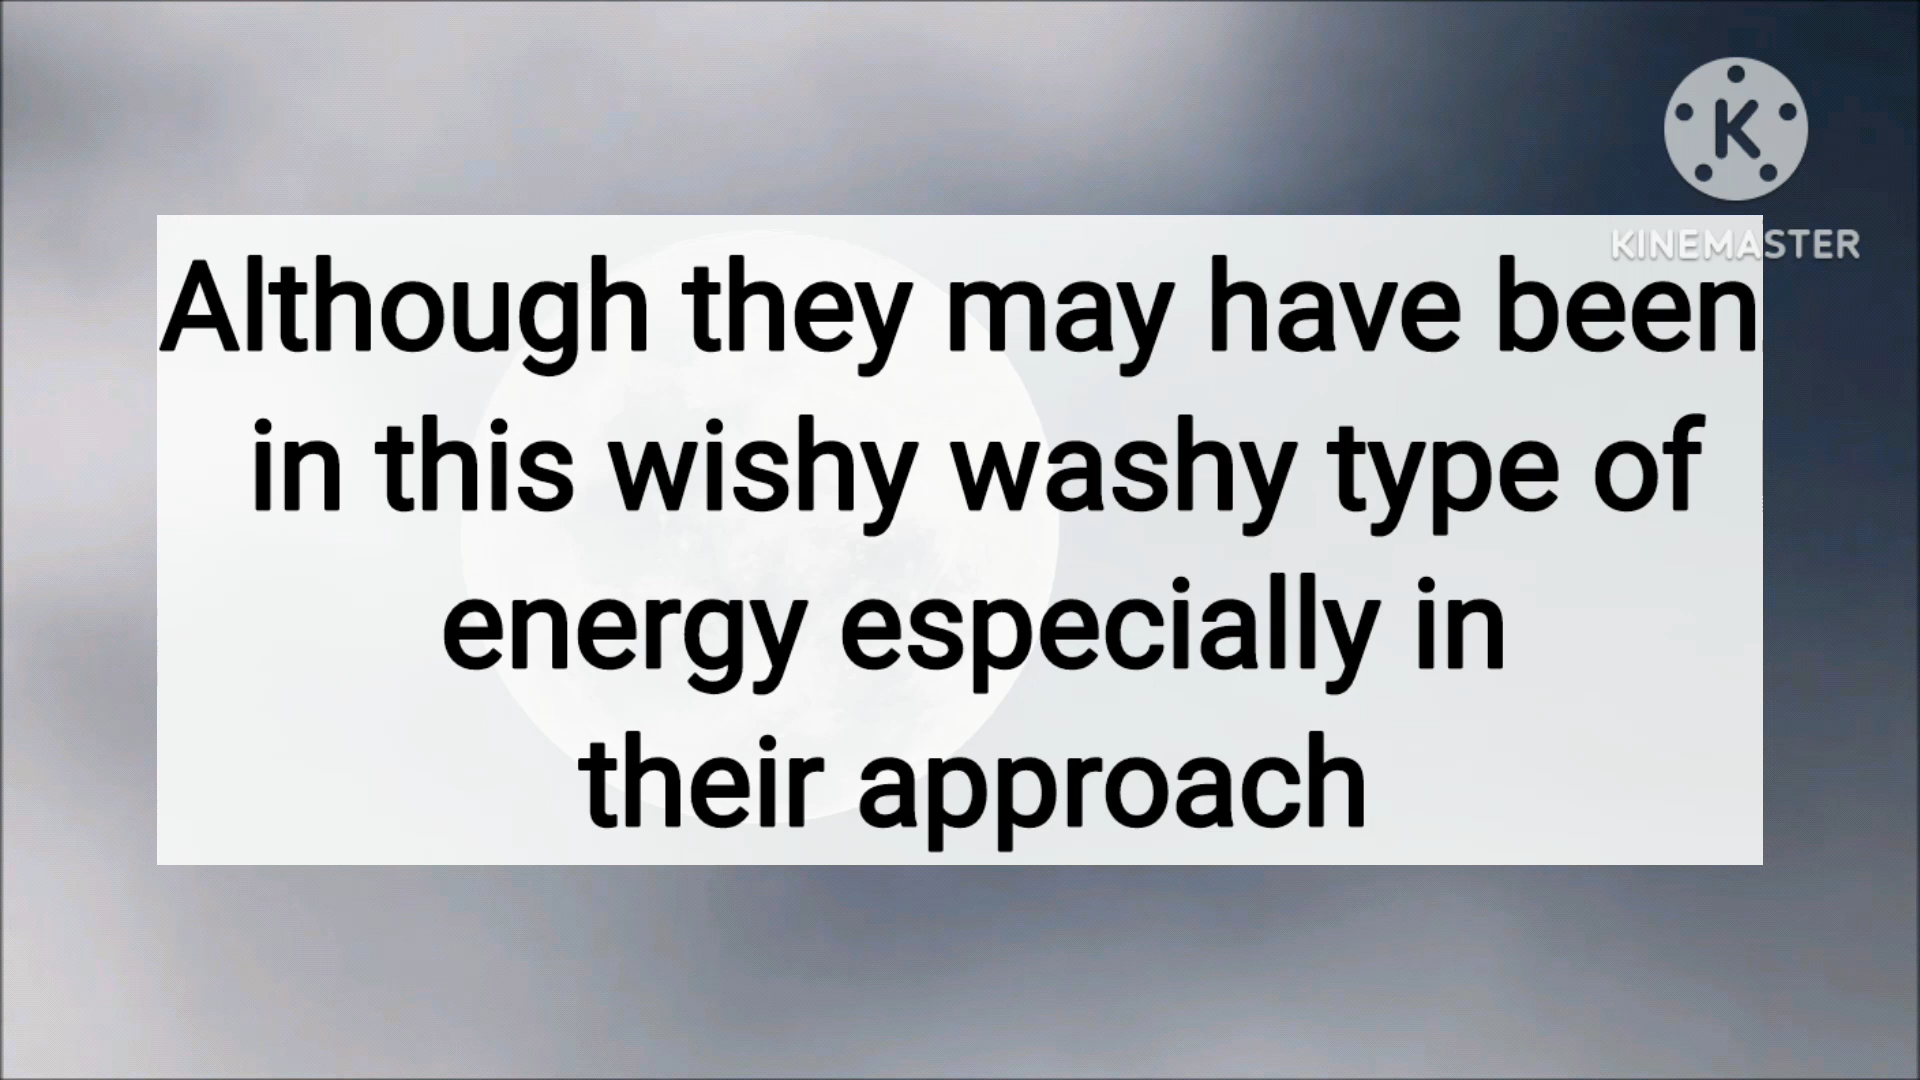 K
KINEMASTER
Although they may have been
in this wishy washy type of
energy especially in
their approach